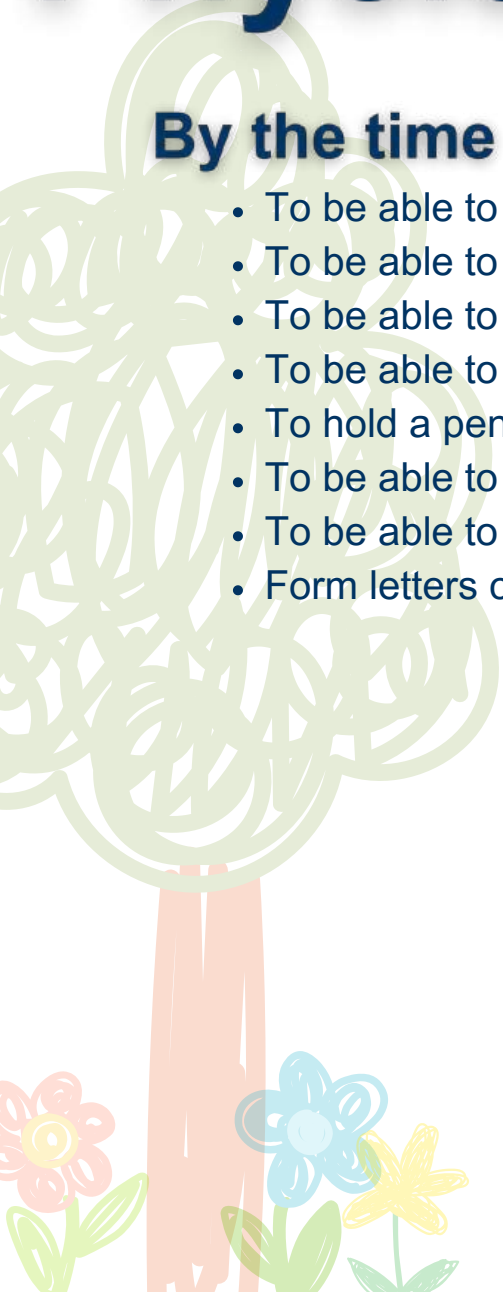 By the time
• To be able to
• To be able to
• To be able to
• To be able to
• To hold a pen
• To be able to
• To be able to
• Form letters